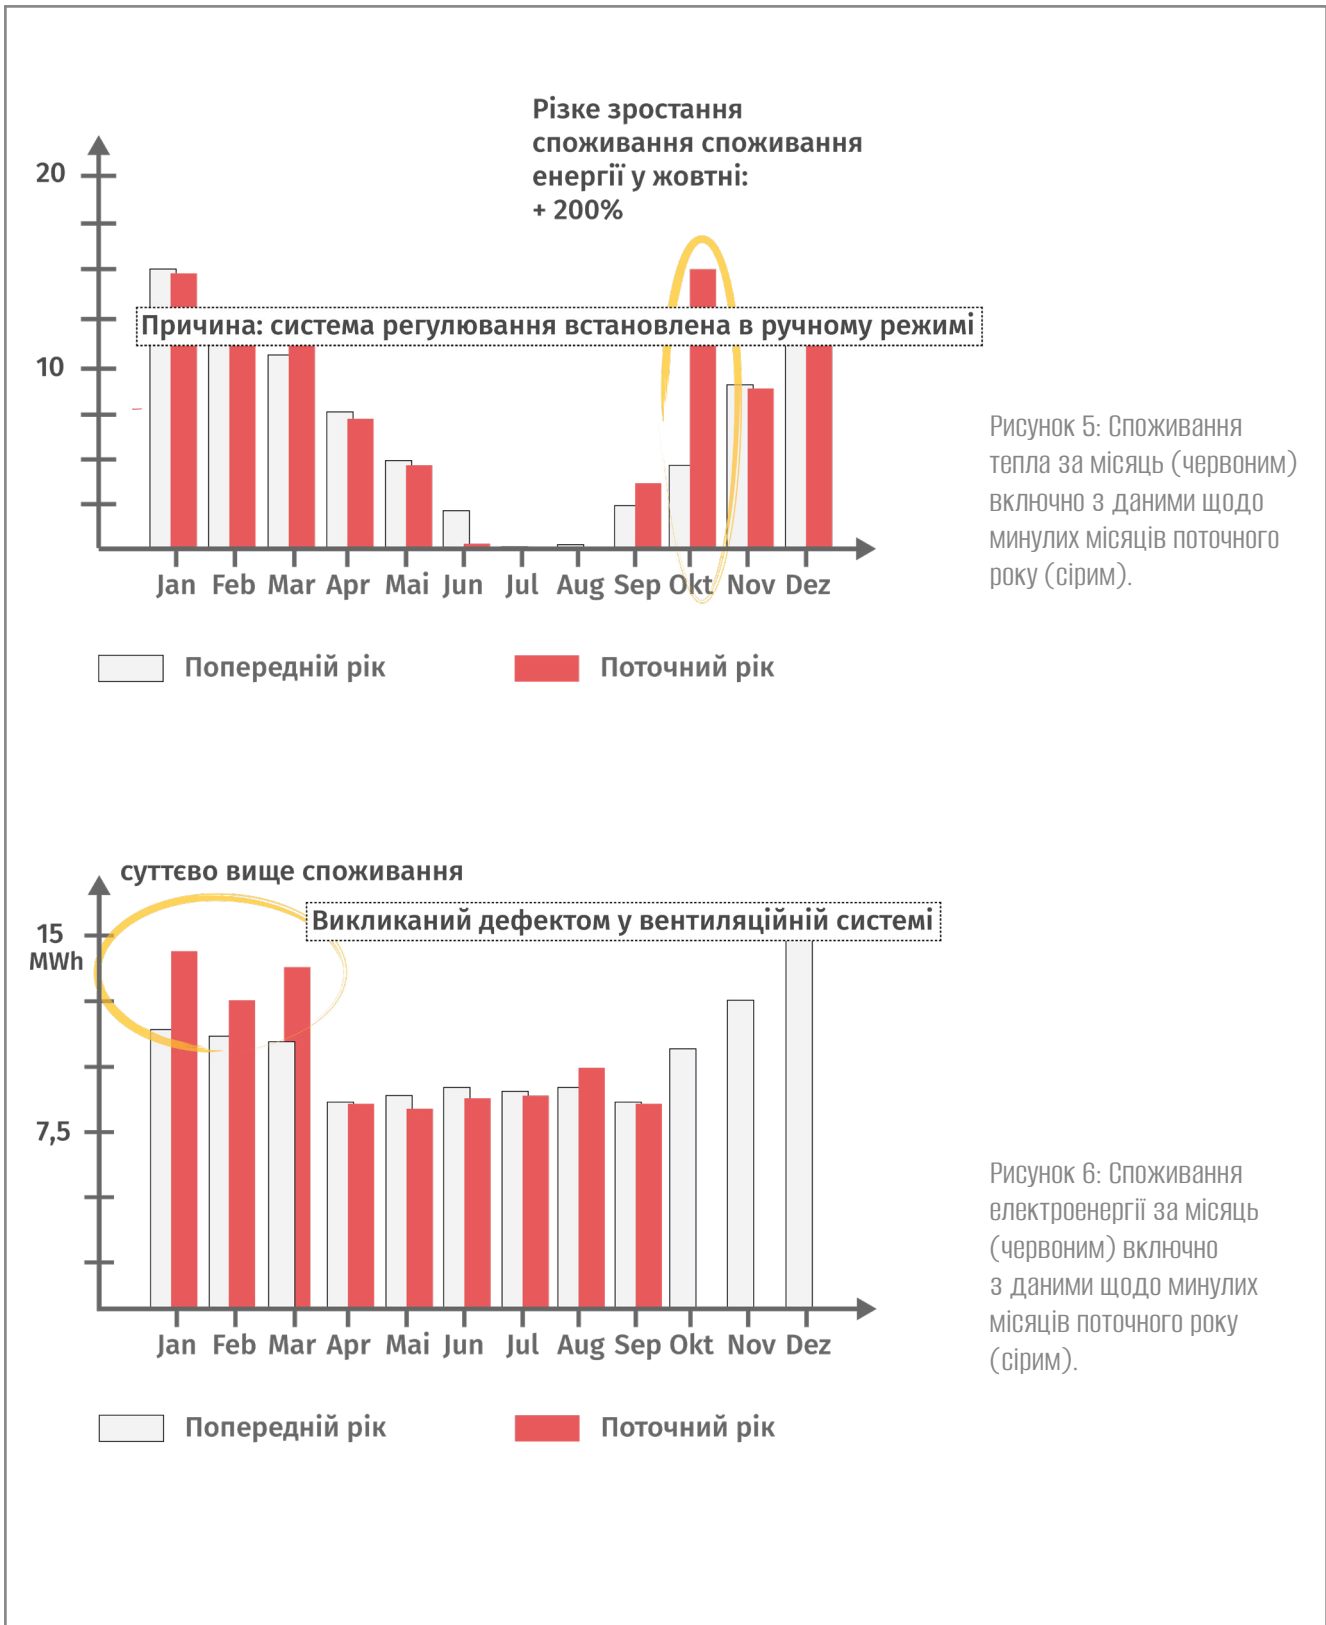 Різке зростання
споживання споживання
енергії у жовтні:
+ 200%
20
Причина: система регулювання встановлена в ручному режимі
10
Jan Feb Mar Apr Mai Jun Jul Aug Sep Okt Nov Dez
Попередній рік Поточний рік
Рисунок 5: Споживання
тепла за місяць (червоним)
включно з даними щодо
минулих місяців поточного
року (сірим).
суттєво вище споживання
Викликаний дефектом у вентиляційній системі
15
MWh
7,5
Jan Feb Mar Apr Mai Jun Jul Aug Sep Okt Nov Dez
Попередній рік Поточний рік
Рисунок 6: Споживання
електроенергії за місяць
(червоним) включно
з даними щодо минулих
місяців поточного року
(сірим).